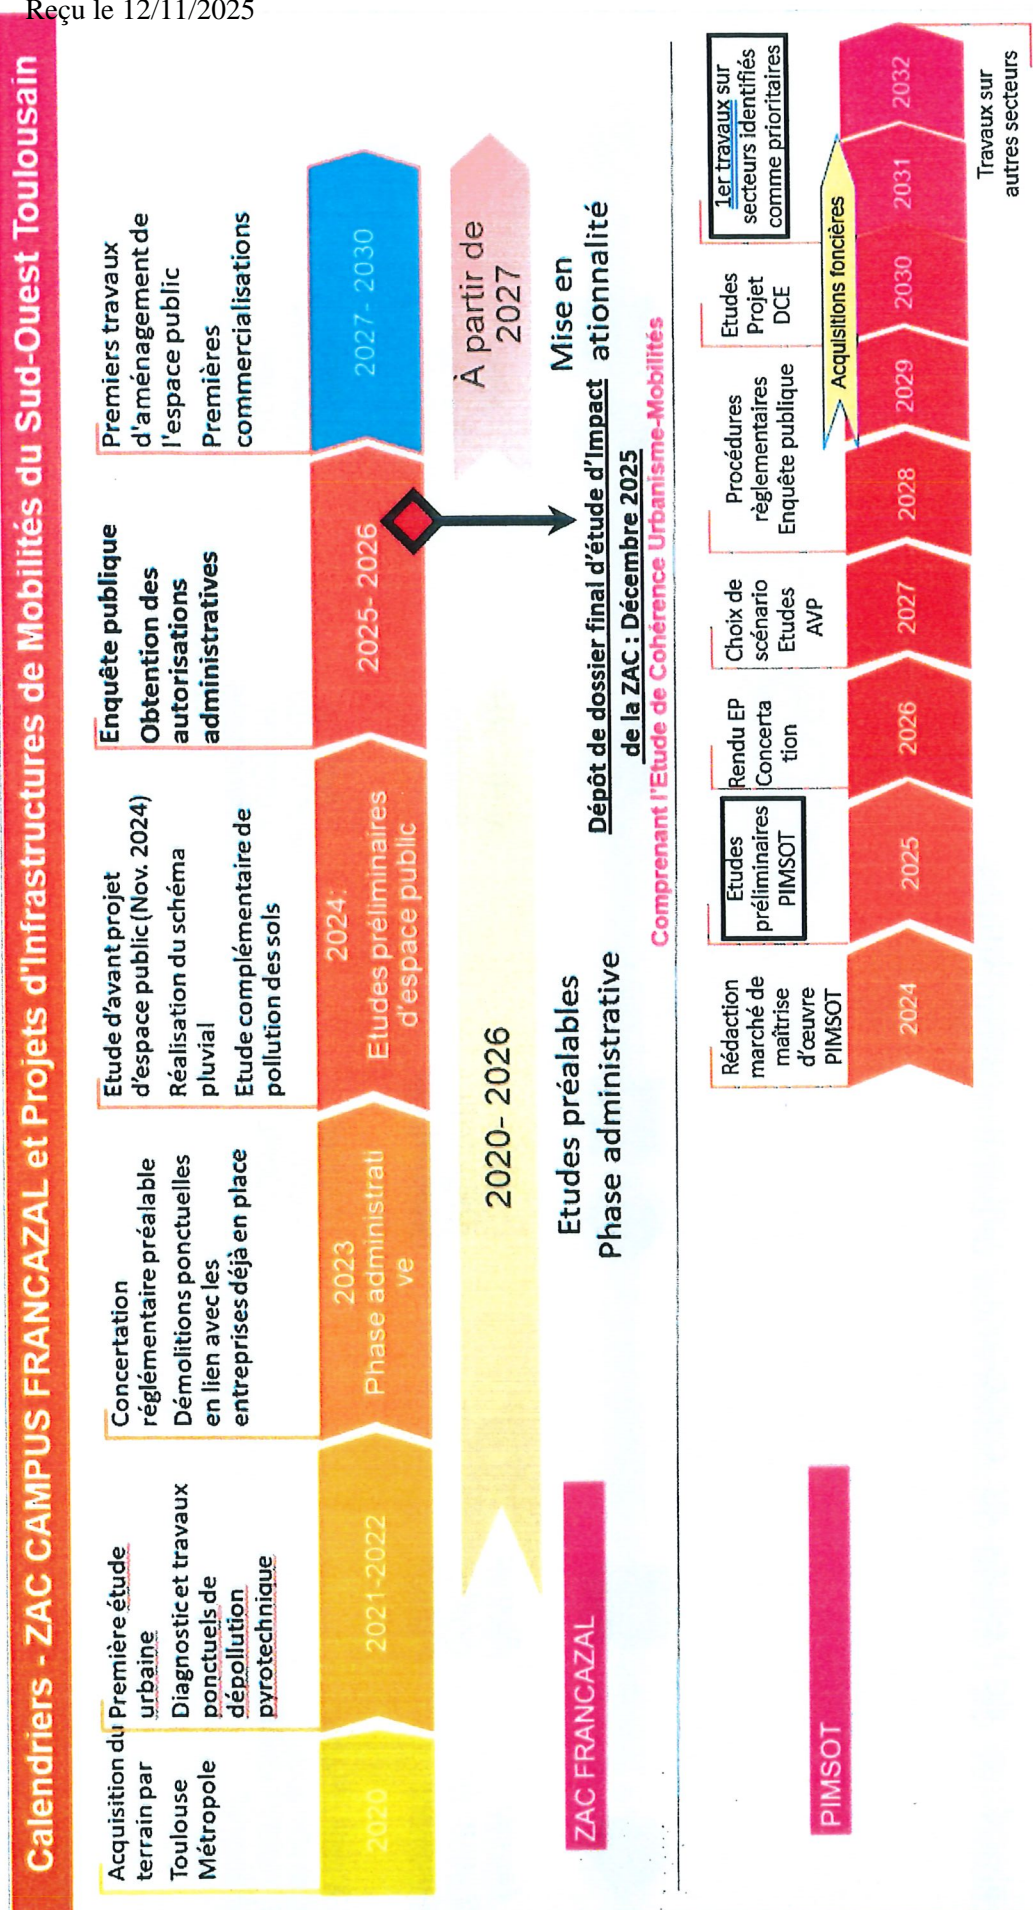 Reçu le 12/11/2025
Calendriers - ZAC CAMPUS FRANCAZAL et Projets d'Infrastructures de Mobilités du Sud-Ouest Toulousain
Acquisition du
terrain par
Toulouse
Métropole
2020
Première étude
urbaine
Diagnostic et travaux
ponctuels de
dépollution
pyrotechnique
2021-2022
Concertation
réglémentaire préalable
Démolitions ponctuelles
en lien avec les
entreprises déjà en place
2023
Phase administrati
ve
Etude d'avant projet
d'espace public (Nov. 2024)
Réalisation du schéma
pluvial
Etude complémentaire de
pollution des sols
2024:
Etudes préliminaires
d'espace public
Enquête publique
Obtention des
autorisations
administratives
2025- 2026
Premiers travaux
d'aménagement de
l'espace public
Premières
commercialisations
2027- 2030
2020- 2026
À partir de
2027
ZAC FRANCAZAL
Etudes préalables
Phase administrative
Dépôt de dossier final d'étude d'impact
de la ZAC : Décembre 2025
Comprenant l'Etude de Cohérence Urbanisme-Mobilités
Mise en
ationnalité
PIMSOT
Rédaction
marché de
maîtrise
d'œuvre
PIMSOT
2024
Etudes
préliminaires
PIMSOT
2025
Rendu EP
Concerta
tion
2026
Choix de
scénario
Etudes
AVP
2027
Procédures
règlementaires
Enquête publique
2028
2029
Etudes
Projet
DCE
Acquisitions foncières
2030
1er travaux sur
secteurs identifiés
comme prioritaires
2031
2032
Travaux sur
autres secteurs